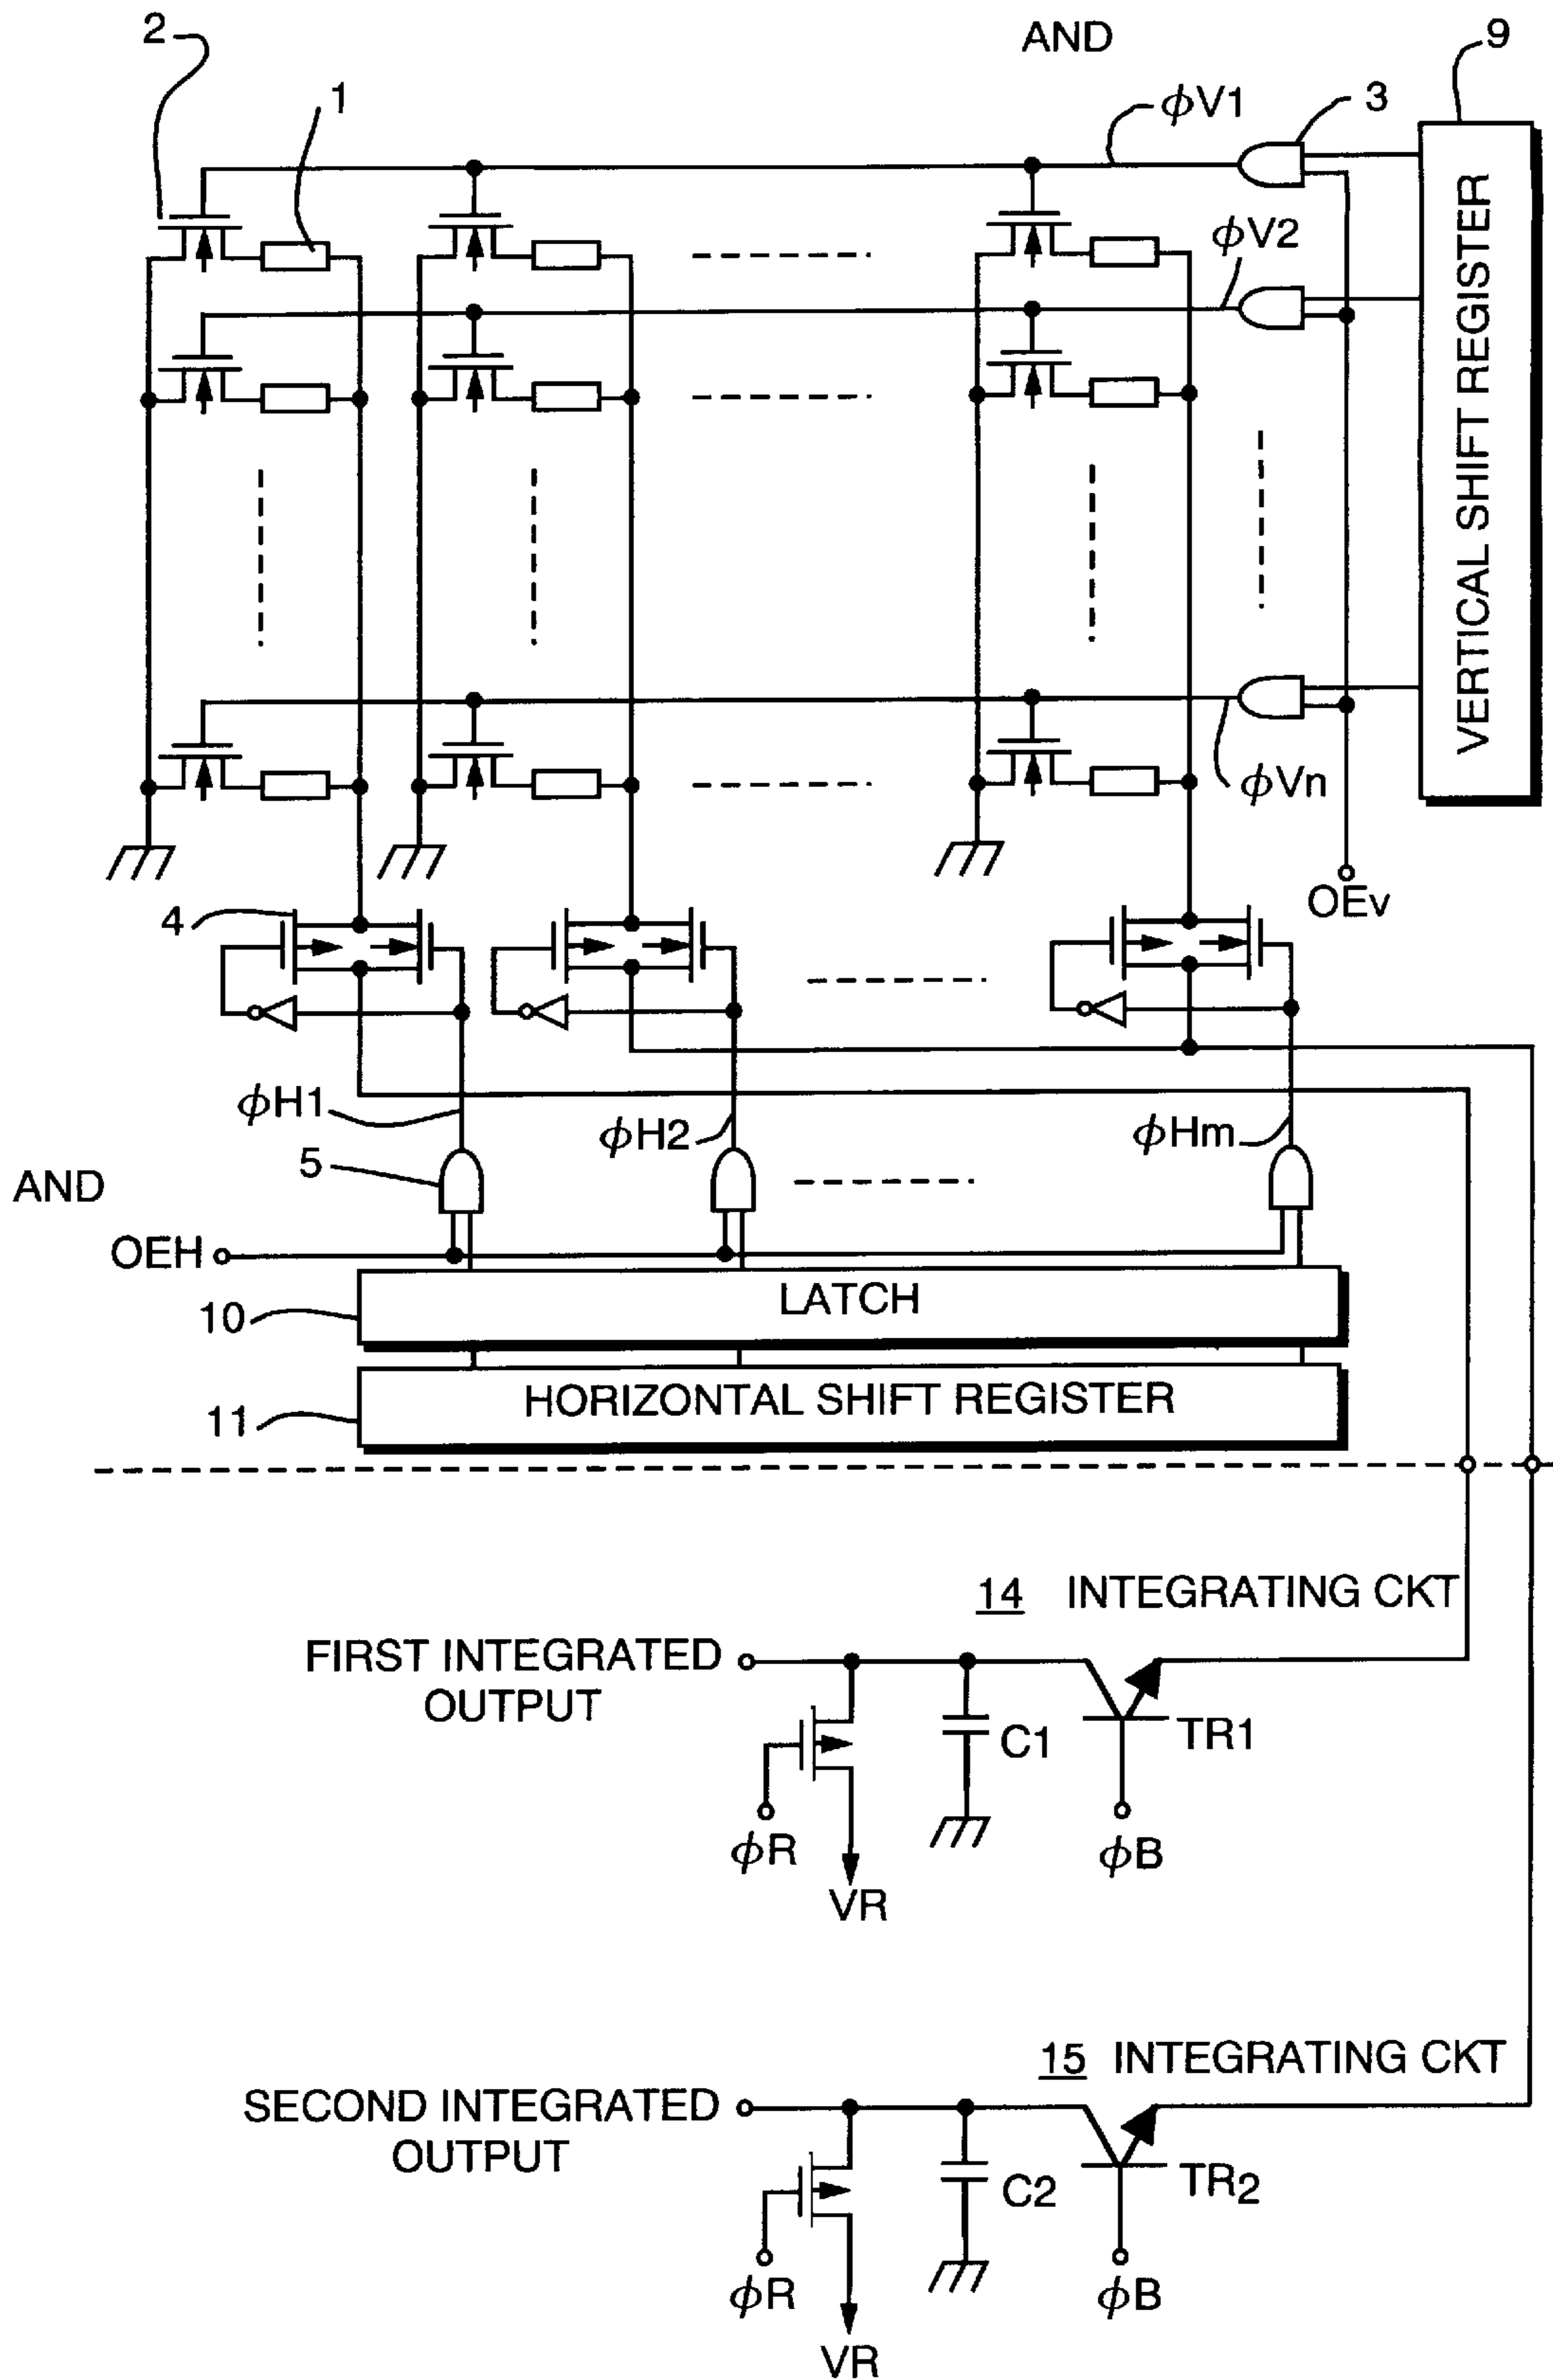 2
AND
9
1
ϕV1
3
ϕV2
VERTICAL SHIFT REGISTER
ϕVn
4
OEv
ϕH1
ϕH2
ϕHm
5
AND
OEH
LATCH
10
HORIZONTAL SHIFT REGISTER
11
14 INTEGRATING CKT
FIRST INTEGRATED
OUTPUT
C1
TR1
ϕR
ϕB
VR
15 INTEGRATING CKT
SECOND INTEGRATED
OUTPUT
C2
TR2
ϕR
ϕB
VR